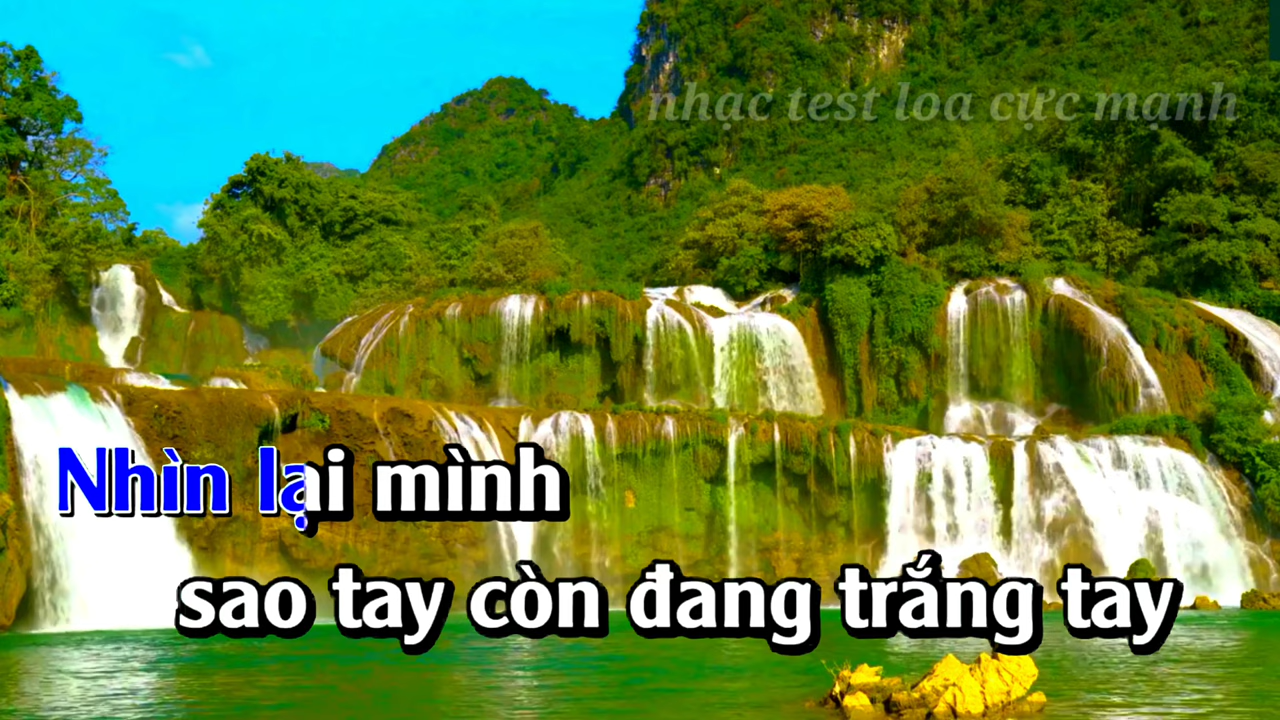 nhạc test loa cực mạnh
Nhìn lại mình
sao tay còn đang trắng tay